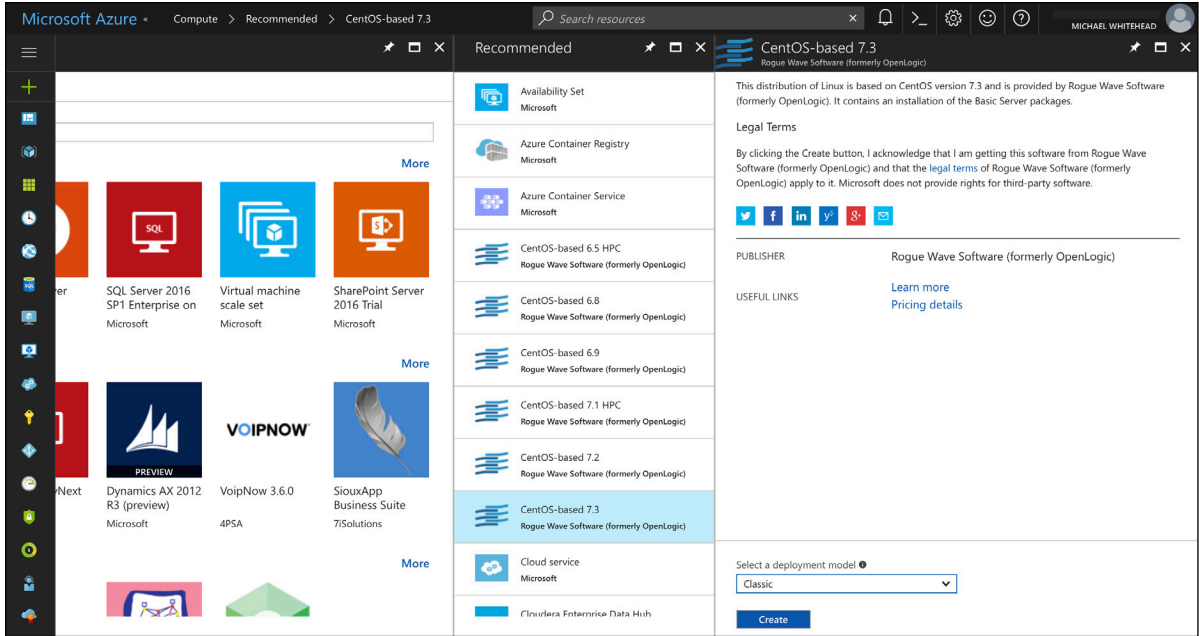 Microsoft Azure «
Compute > Recommended > CentOS-based 7.3
Search resources
MICHAEL WHITEHEAD
More
SQL
er
SQL Server 2016
SP1 Enterprise on
Microsoft
Virtual machine
scale set
Microsoft
SharePoint Server
2016 Trial
Microsoft
More
PREVIEW
VOIPNOW
Next
Dynamics AX 2012
R3 (preview)
Microsoft
VoipNow 3.6.0
4PSA
SiouxApp
Business Suite
7iSolutions
More
Recommended
Availability Set
Microsoft
Azure Container Registry
Microsoft
Azure Container Service
Microsoft
CentOS-based 6.5 HPC
Rogue Wave Software (formerly OpenLogic)
CentOS-based 6.8
Rogue Wave Software (formerly OpenLogic)
CentOS-based 6.9
Rogue Wave Software (formerly OpenLogic)
CentOS-based 7.1 HPC
Rogue Wave Software (formerly OpenLogic)
CentOS-based 7.2
Rogue Wave Software (formerly OpenLogic)
CentOS-based 7.3
Rogue Wave Software (formerly OpenLogic)
Cloud service
Microsoft
Cloudera Enterprise Data Hub
CentOS-based 7.3
Rogue Wave Software (formerly OpenLogic)
This distribution of Linux is based on CentOS version 7.3 and is provided by Rogue Wave Software
(formerly OpenLogic). It contains an installation of the Basic Server packages.
Legal Terms
By clicking the Create button, I acknowledge that I am getting this software from Rogue Wave
Software (formerly OpenLogic) and that the legal terms of Rogue Wave Software (formerly
OpenLogic) apply to it. Microsoft does not provide rights for third-party software.
PUBLISHER
Rogue Wave Software (formerly OpenLogic)
USEFUL LINKS
Learn more
Pricing details
Select a deployment model
Classic
Create